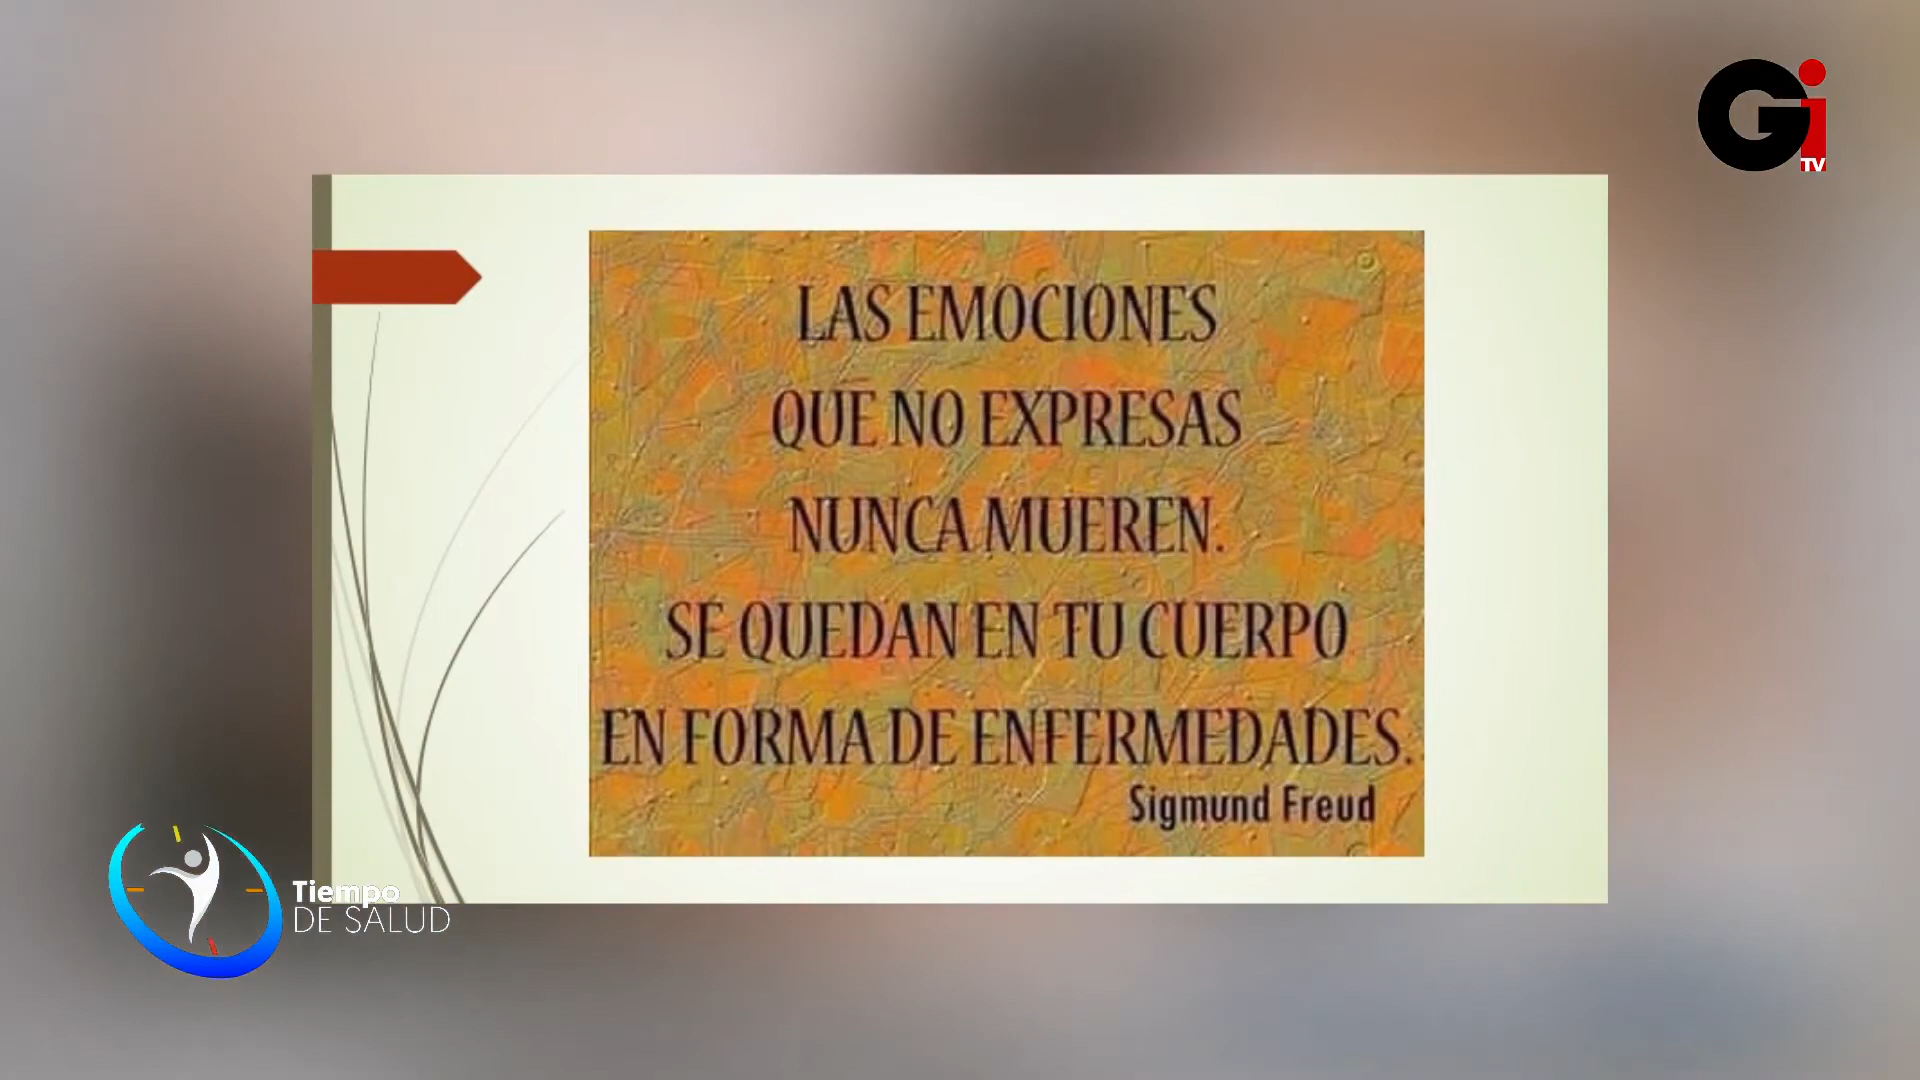 Gi
TV
LAS EMOCIONES
QUE NO EXPRESAS
NUNCA MUEREN.
SE QUEDAN EN TU CUERPO
EN FORMA DE ENFERMEDADES.
Sigmund Freud
Tiempo
DE SALUD